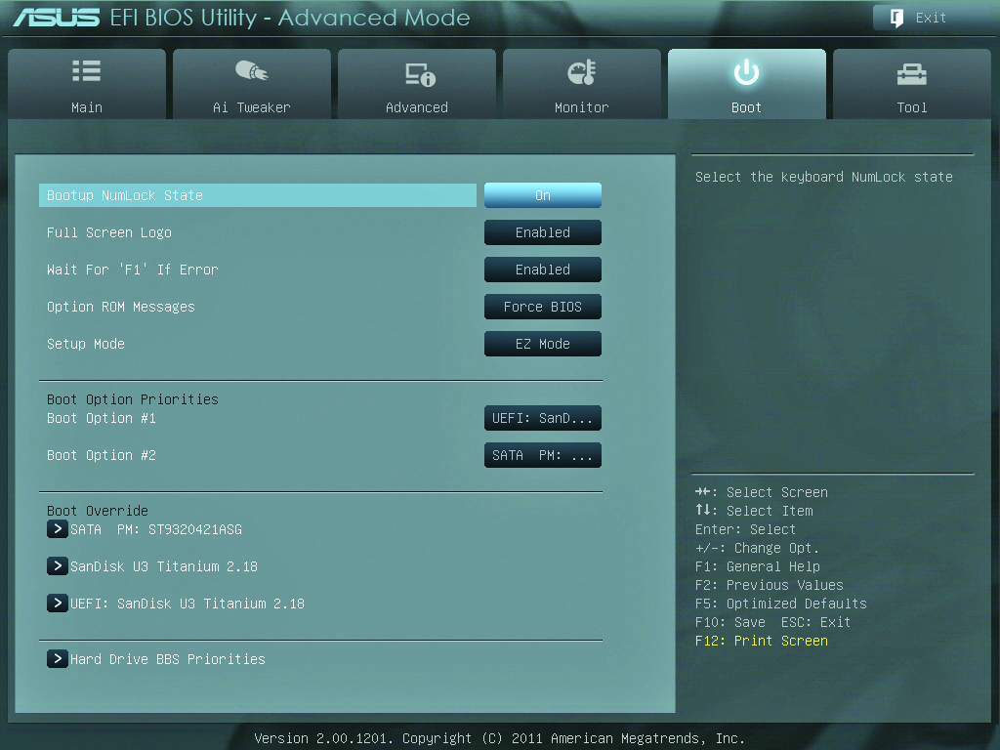 ASUS EFI BIOS Utility - Advanced Mode
Exit
Main
Ai Tweaker
Advanced
Monitor
Boot
Tool
Bootup NumLock State
On
Full Screen Logo
Enabled
Wait For 'F1' If Error
Enabled
Option ROM Messages
Force BIOS
Setup Mode
EZ Mode
Boot Option Priorities
Boot Option #1
UEFI: SanD...
Boot Option #2
SATA  PM: ...
Boot Override
> SATA  PM: ST9320421ASG
> SanDisk U3 Titanium 2.18
> UEFI: SanDisk U3 Titanium 2.18
> Hard Drive BBS Priorities
Select the keyboard NumLock state
→←: Select Screen
↑↓: Select Item
Enter: Select
+/-: Change Opt.
F1: General Help
F2: Previous Values
F5: Optimized Defaults
F10: Save  ESC: Exit
F12: Print Screen
Version 2.00.1201. Copyright (C) 2011 American Megatrends, Inc.